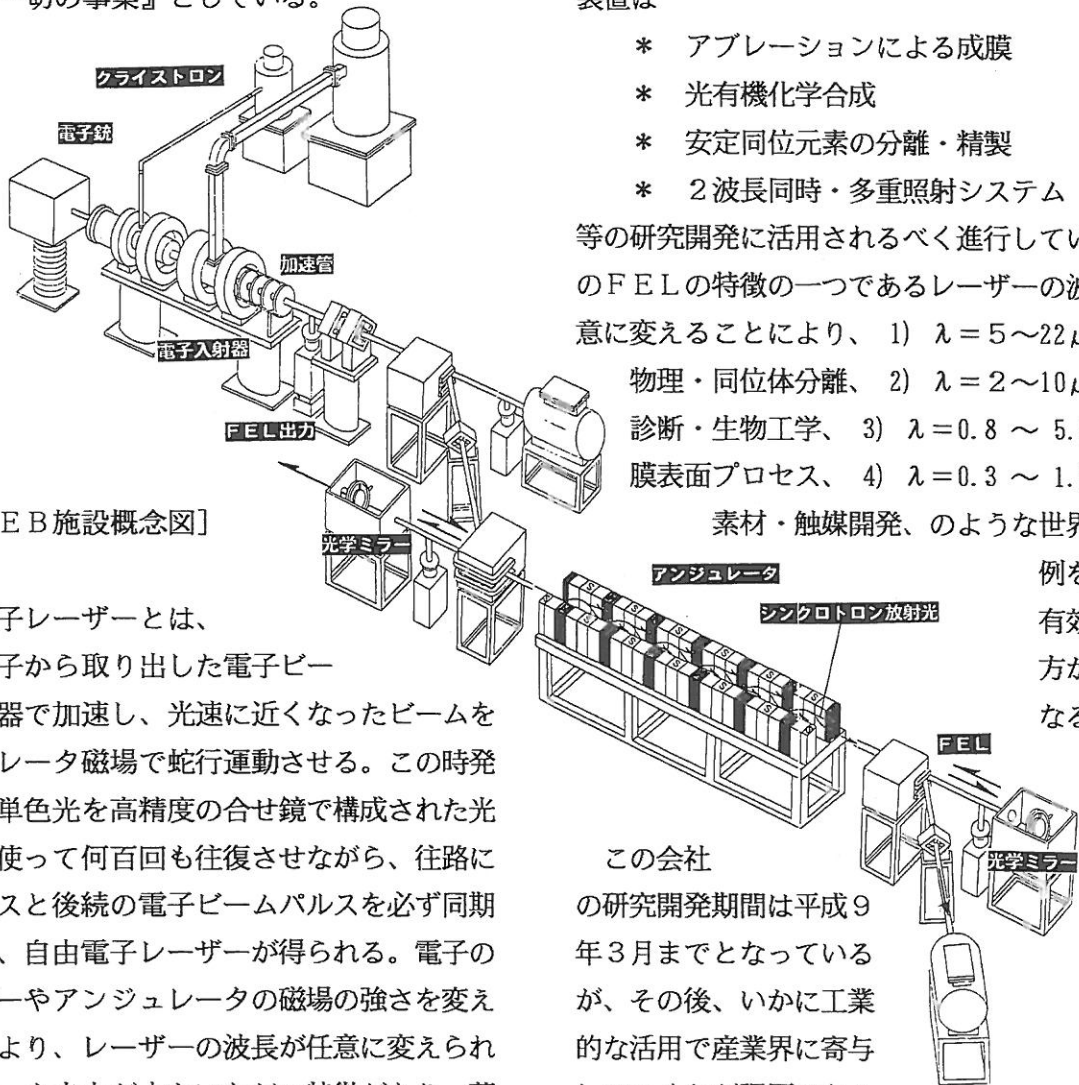 切の事業』としている。
クライストロン
電子銃
加速管
電子入射器
FEL出力
光学ミラー
アンジュレータ
シンクロトロン放射光
FEL
光学ミラー
EB施設概念図]
子レーザーとは、
子から取り出した電子ビー
器で加速し、光速に近くなったビームを
レータ磁場で蛇行運動させる。この時発
単色光を高精度の合せ鏡で構成された光
使って何百回も往復させながら、往路に
スと後続の電子ビームパルスを必ず同期
、自由電子レーザーが得られる。電子の
ーやアンジュレータの磁場の強さを変え
より、レーザーの波長が任意に変えられ
装置は
* アブレーションによる成膜
* 光有機化学合成
* 安定同位元素の分離・精製
* 2波長同時・多重照射システム
等の研究開発に活用されるべく進行してい
のFELの特徴の一つであるレーザーの波
意に変えることにより、 1) λ=5~22μ
物理・同位体分離、 2) λ=2~10μ
診断・生物工学、 3) λ=0.8 ~ 5.
膜表面プロセス、 4) λ=0.3 ~ 1.
素材・触媒開発、のような世界
例を
有効
方が
なる
この会社
の研究開発期間は平成9
年3月までとなっている
が、その後、いかに工業
的な活用で産業界に寄与